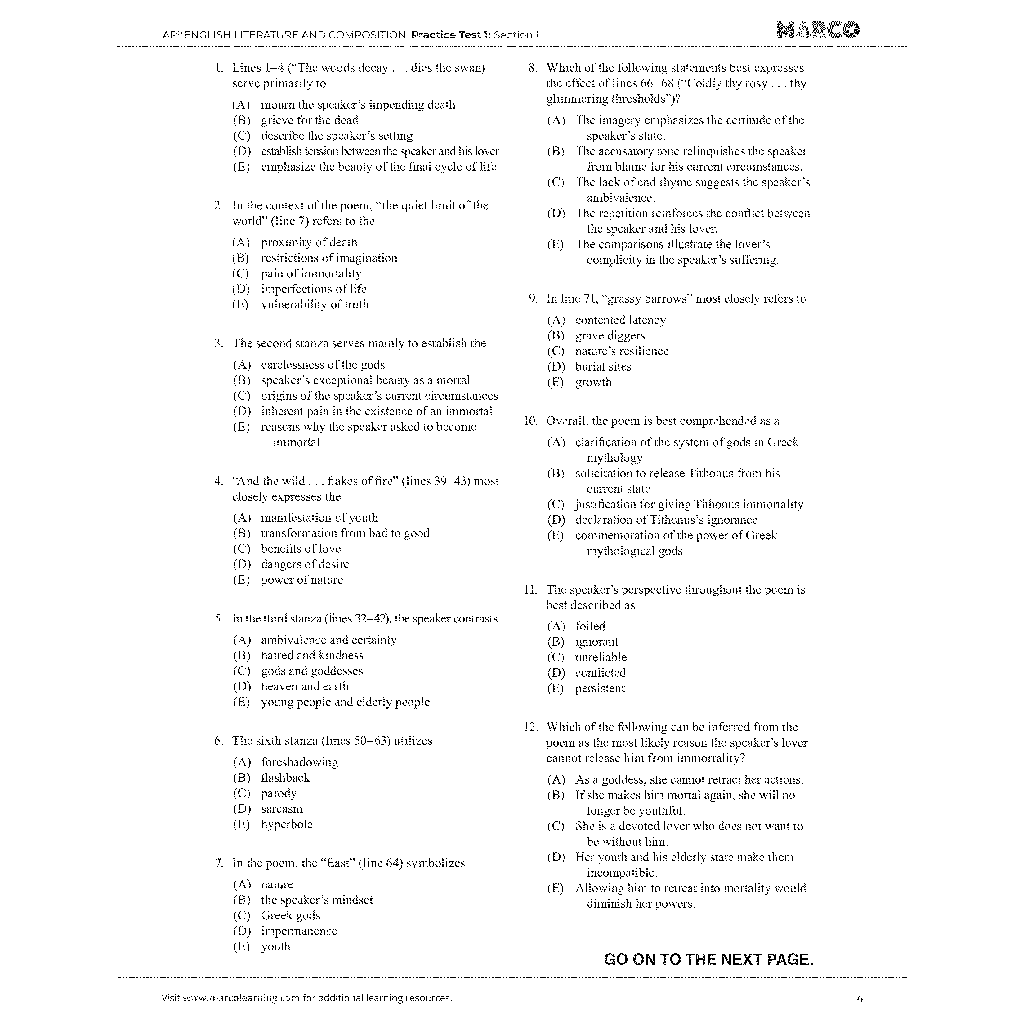 AP® ENGLISH LITERATURE AND COMPOSITION Practice Test 1: Section I
MARCO
1. Lines 1–4 (“The woods decay . . . dies the swan)
serve primarily to
(A) mourn the speaker’s impending death
(B) grieve for the dead
(C) describe the speaker’s setting
(D) establish tension between the speaker and his lover
(E) emphasize the beauty of the final cycle of life
2. In the context of the poem, “the quiet limit of the
world” (line 7) refers to the
(A) proximity of death
(B) restrictions of imagination
(C) pain of immortality
(D) imperfections of life
(E) vulnerability of truth
3. The second stanza serves mainly to establish the
(A) carelessness of the gods
(B) speaker’s exceptional beauty as a mortal
(C) origins of the speaker’s current circumstances
(D) inherent pain in the existence of an immortal
(E) reasons why the speaker asked to become
immortal
4. “And the wild . . . flakes of fire” (lines 39–43) most
closely expresses the
(A) manifestation of youth
(B) transformation from bad to good
(C) benefits of love
(D) dangers of desire
(E) power of nature
5. In the third stanza (lines 32–42), the speaker contrasts
(A) ambivalence and certainty
(B) hatred and kindness
(C) gods and goddesses
(D) heaven and earth
(E) young people and elderly people
6. The sixth stanza (lines 50–63) utilizes
(A) foreshadowing
(B) flashback
(C) parody
(D) sarcasm
(E) hyperbole
7. In the poem, the “East” (line 64) symbolizes
(A) nature
(B) the speaker’s mindset
(C) Greek gods
(D) impermanence
(E) youth
8. Which of the following statements best expresses
the effect of lines 66–68 (“Coldly thy rosy . . . thy
glimmering thresholds”)?
(A) The imagery emphasizes the certitude of the
speaker’s state.
(B) The accusatory tone relinquishes the speaker
from blame for his current circumstances.
(C) The lack of end rhyme suggests the speaker’s
ambivalence.
(D) The repetition reinforces the conflict between
the speaker and his lover.
(E) The comparisons illustrate the lover’s
complicity in the speaker’s suffering.
9. In line 71, “grassy barrows” most closely refers to
(A) contented latency
(B) grave diggers
(C) nature’s resilience
(D) burial sites
(E) growth
10. Overall, the poem is best comprehended as a
(A) clarification of the system of gods in Greek
mythology
(B) solicitation to release Tithonus from his
current state
(C) justification for giving Tithonus immortality
(D) declaration of Tithonus’s ignorance
(E) commemoration of the power of Greek
mythological gods
11. The speaker’s perspective throughout the poem is
best described as
(A) foiled
(B) ignorant
(C) unreliable
(D) conflicted
(E) persistent
12. Which of the following can be inferred from the
poem as the most likely reason the speaker’s lover
cannot release him from immortality?
(A) As a goddess, she cannot retract her actions.
(B) If she makes him mortal again, she will no
longer be youthful.
(C) She is a devoted lover who does not want to
be without him.
(D) Her youth and his elderly state make them
incompatible.
(E) Allowing him to retreat into mortality would
diminish her powers.
GO ON TO THE NEXT PAGE.
Visit www.marcolearning.com for additional learning resources.
4